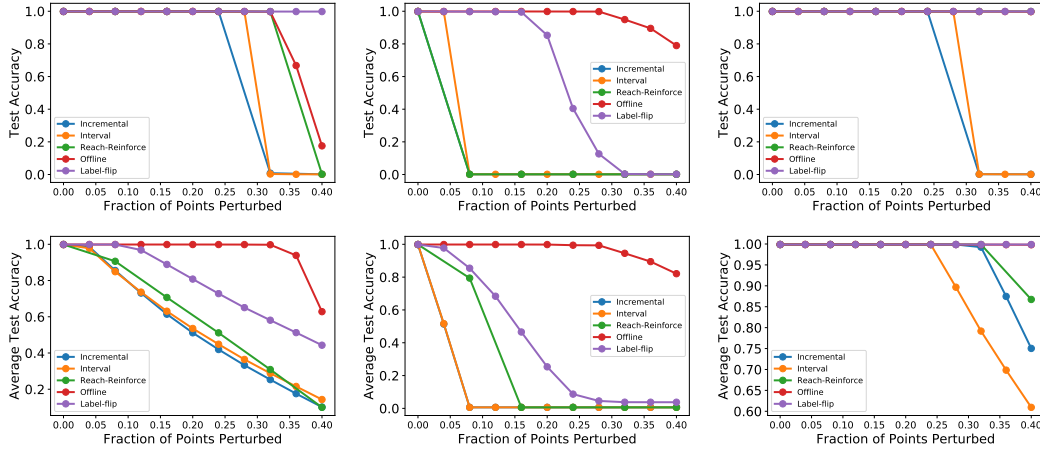 Test Accuracy
1.0
0.8
0.6
0.4
0.2
0.0
Incremental
Interval
Reach-Reinforce
Offline
Label-flip
0.00 0.05 0.10 0.15 0.20 0.25 0.30 0.35 0.40
Fraction of Points Perturbed
Test Accuracy
1.0
0.8
0.6
0.4
0.2
0.0
Incremental
Interval
Reach-Reinforce
Offline
Label-flip
0.00 0.05 0.10 0.15 0.20 0.25 0.30 0.35 0.40
Fraction of Points Perturbed
Test Accuracy
1.0
0.8
0.6
0.4
0.2
0.0
Incremental
Interval
Reach-Reinforce
Offline
Label-flip
0.00 0.05 0.10 0.15 0.20 0.25 0.30 0.35 0.40
Fraction of Points Perturbed
Average Test Accuracy
1.0
0.8
0.6
0.4
0.2
Incremental
Interval
Reach-Reinforce
Offline
Label-flip
0.00 0.05 0.10 0.15 0.20 0.25 0.30 0.35 0.40
Fraction of Points Perturbed
Average Test Accuracy
1.0
0.8
0.6
0.4
0.2
0.0
Incremental
Interval
Reach-Reinforce
Offline
Label-flip
0.00 0.05 0.10 0.15 0.20 0.25 0.30 0.35 0.40
Fraction of Points Perturbed
Average Test Accuracy
1.00
0.95
0.90
0.85
0.80
0.75
0.70
0.65
0.60
Incremental
Interval
Reach-Reinforce
Offline
Label-flip
0.00 0.05 0.10 0.15 0.20 0.25 0.30 0.35 0.40
Fraction of Points Perturbed